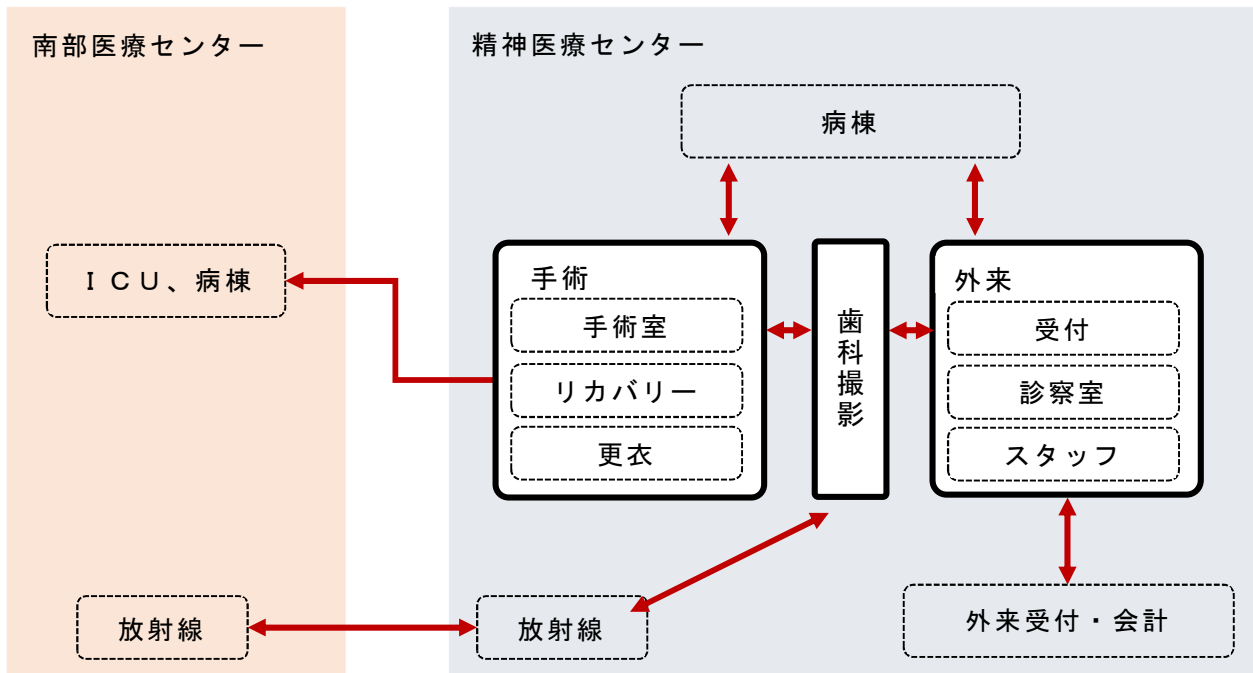 南部医療センター
精神医療センター
病棟
ＩＣＵ、病棟
手術
手術室
リカバリー
更衣
歯科撮影
外来
受付
診察室
スタッフ
放射線
放射線
外来受付・会計